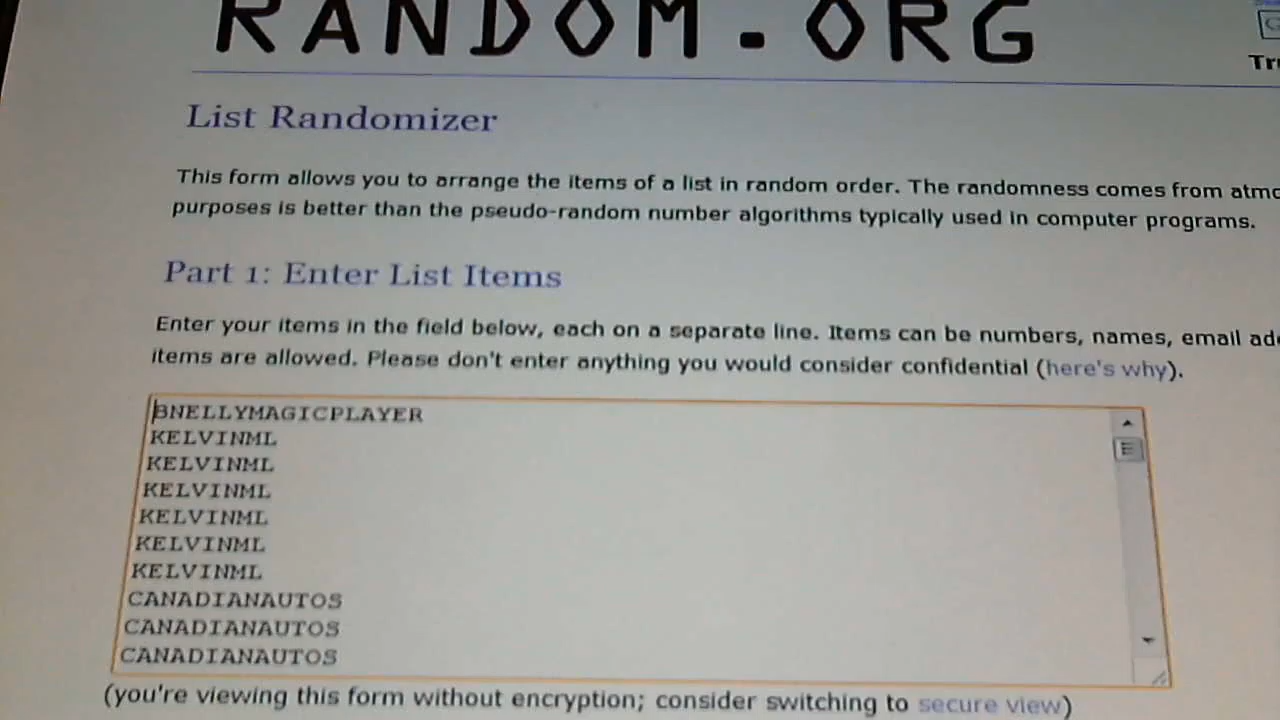 RANDOM.ORG
List Randomizer
This form allows you to arrange the items of a list in random order. The randomness comes from
purposes is better than the pseudo-random number algorithms typically used in computer programs.
Part 1: Enter List Items
Enter your items in the field below, each on a separate line. Items can be numbers, names, email
items are allowed. Please don't enter anything you would consider confidential (here's why).
BNELLYMAGICPLAYER
KELVINML
KELVINML
KELVINML
KELVINML
KELVINML
KELVINML
CANADIANAUTOS
CANADIANAUTOS
CANADIANAUTOS
(you're viewing this form without encryption; consider switching to secure view)